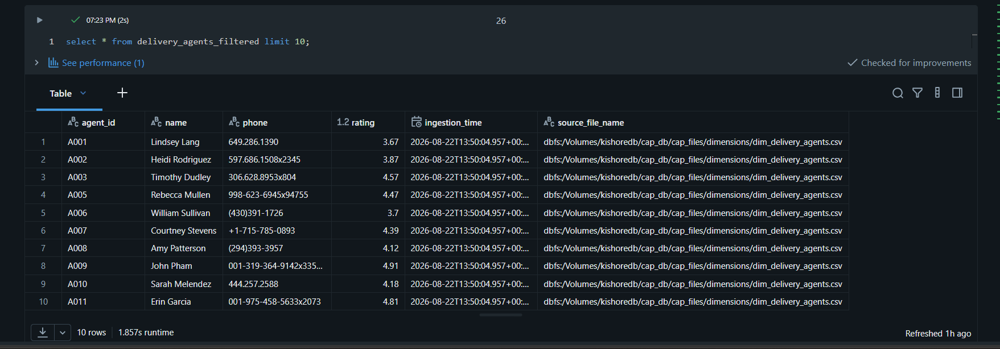 07:23 PM (2s)
26
1 select * from delivery_agents_filtered limit 10;
See performance (1)
Checked for improvements
Table
agent_id name phone 1.2 rating ingestion_time source_file_name
1 A001 Lindsey Lang 649.286.1390 3.67 2026-08-22T13:50:04.957+00:... dbfs:/Volumes/kishoredb/cap_db/cap_files/dimensions/dim_delivery_agents.csv
2 A002 Heidi Rodriguez 597.686.1508x2345 3.87 2026-08-22T13:50:04.957+00:... dbfs:/Volumes/kishoredb/cap_db/cap_files/dimensions/dim_delivery_agents.csv
3 A003 Timothy Dudley 306.628.8953x804 4.57 2026-08-22T13:50:04.957+00:... dbfs:/Volumes/kishoredb/cap_db/cap_files/dimensions/dim_delivery_agents.csv
4 A005 Rebecca Mullen 998-623-6945x94755 4.47 2026-08-22T13:50:04.957+00:... dbfs:/Volumes/kishoredb/cap_db/cap_files/dimensions/dim_delivery_agents.csv
5 A006 William Sullivan (430)391-1726 3.7 2026-08-22T13:50:04.957+00:... dbfs:/Volumes/kishoredb/cap_db/cap_files/dimensions/dim_delivery_agents.csv
6 A007 Courtney Stevens +1-715-785-0893 4.39 2026-08-22T13:50:04.957+00:... dbfs:/Volumes/kishoredb/cap_db/cap_files/dimensions/dim_delivery_agents.csv
7 A008 Amy Patterson (294)393-3957 4.12 2026-08-22T13:50:04.957+00:... dbfs:/Volumes/kishoredb/cap_db/cap_files/dimensions/dim_delivery_agents.csv
8 A009 John Pham 001-319-364-9142x335... 4.91 2026-08-22T13:50:04.957+00:... dbfs:/Volumes/kishoredb/cap_db/cap_files/dimensions/dim_delivery_agents.csv
9 A010 Sarah Melendez 444.257.2588 4.18 2026-08-22T13:50:04.957+00:... dbfs:/Volumes/kishoredb/cap_db/cap_files/dimensions/dim_delivery_agents.csv
10 A011 Erin Garcia 001-975-458-5633x2073 4.81 2026-08-22T13:50:04.957+00:... dbfs:/Volumes/kishoredb/cap_db/cap_files/dimensions/dim_delivery_agents.csv
10 rows 1.857s runtime
Refreshed 1h ago